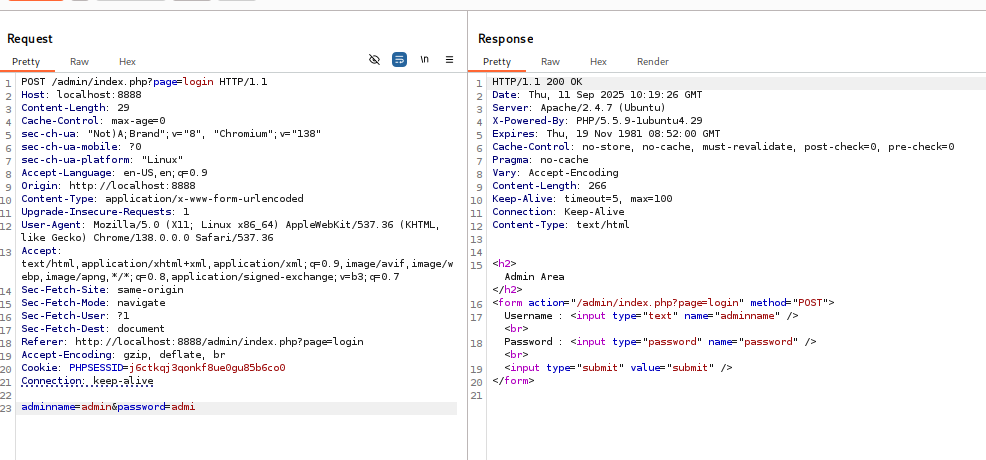 Request
Pretty Raw Hex \n
1 POST /admin/index.php?page=login HTTP/1.1
2 Host: localhost:8888
3 Content-Length: 29
4 Cache-Control: max-age=0
5 sec-ch-ua: "Not)A;Brand";v="8", "Chromium";v="138"
6 sec-ch-ua-mobile: ?0
7 sec-ch-ua-platform: "Linux"
8 Accept-Language: en-US,en;q=0.9
9 Origin: http://localhost:8888
10 Content-Type: application/x-www-form-urlencoded
11 Upgrade-Insecure-Requests: 1
12 User-Agent: Mozilla/5.0 (X11; Linux x86_64) AppleWebKit/537.36 (KHTML,
like Gecko) Chrome/138.0.0.0 Safari/537.36
13 Accept:
text/html,application/xhtml+xml,application/xml;q=0.9,image/avif,image/w
ebp,image/apng,*/*;q=0.8,application/signed-exchange;v=b3;q=0.7
14 Sec-Fetch-Site: same-origin
15 Sec-Fetch-Mode: navigate
16 Sec-Fetch-User: ?1
17 Sec-Fetch-Dest: document
18 Referer: http://localhost:8888/admin/index.php?page=login
19 Accept-Encoding: gzip, deflate, br
20 Cookie: PHPSESSID=j6ctkqj3qonkf8ue0gu85b6co0
21 Connection: keep-alive
22
23 adminname=admin&password=admi
Response
Pretty Raw Hex Render
1 HTTP/1.1 200 OK
2 Date: Thu, 11 Sep 2025 10:19:26 GMT
3 Server: Apache/2.4.7 (Ubuntu)
4 X-Powered-By: PHP/5.5.9-1ubuntu4.29
5 Expires: Thu, 19 Nov 1981 08:52:00 GMT
6 Cache-Control: no-store, no-cache, must-revalidate, post-check=0, pre-check=0
7 Pragma: no-cache
8 Vary: Accept-Encoding
9 Content-Length: 266
10 Keep-Alive: timeout=5, max=100
11 Connection: Keep-Alive
12 Content-Type: text/html
13
14
15 <h2>
Admin Area
</h2>
16 <form action="/admin/index.php?page=login" method="POST">
17 Username : <input type="text" name="adminname" />
<br>
18 Password : <input type="password" name="password" />
<br>
19 <input type="submit" value="submit" />
20 </form>
21